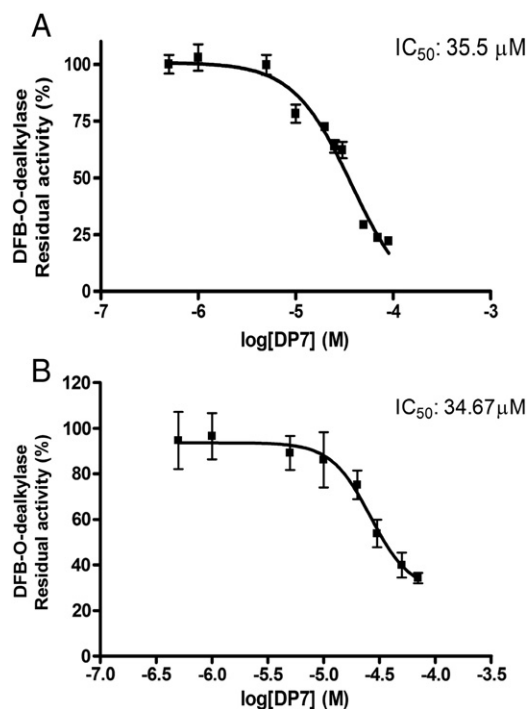 A
IC50: 35.5 μM
DFB-O-dealkylase
Residual activity (%)
100
75
50
25
0
-7 -6 -5 -4 -3
log[DP7] (M)
B
IC50: 34.67μM
DFB-O-dealkylase
Residual activity (%)
120
100
80
60
40
20
0
-7.0 -6.5 -6.0 -5.5 -5.0 -4.5 -4.0 -3.5
log[DP7] (M)